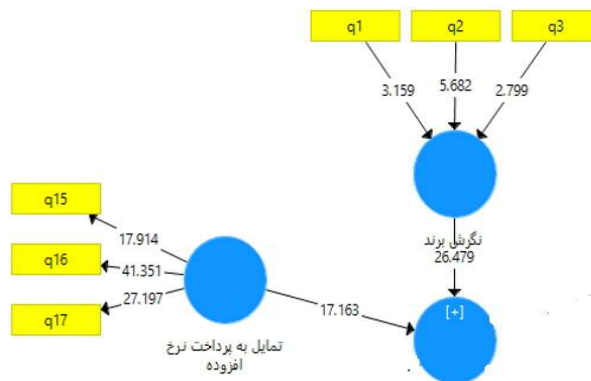 q1
q2
q3
3.159
5.682
2.799
q15
q16
q17
17.914
41.351
27.197
نگرش برند
26.479
17.163
[+]
تمایل به پرداخت نرخ
افزوده